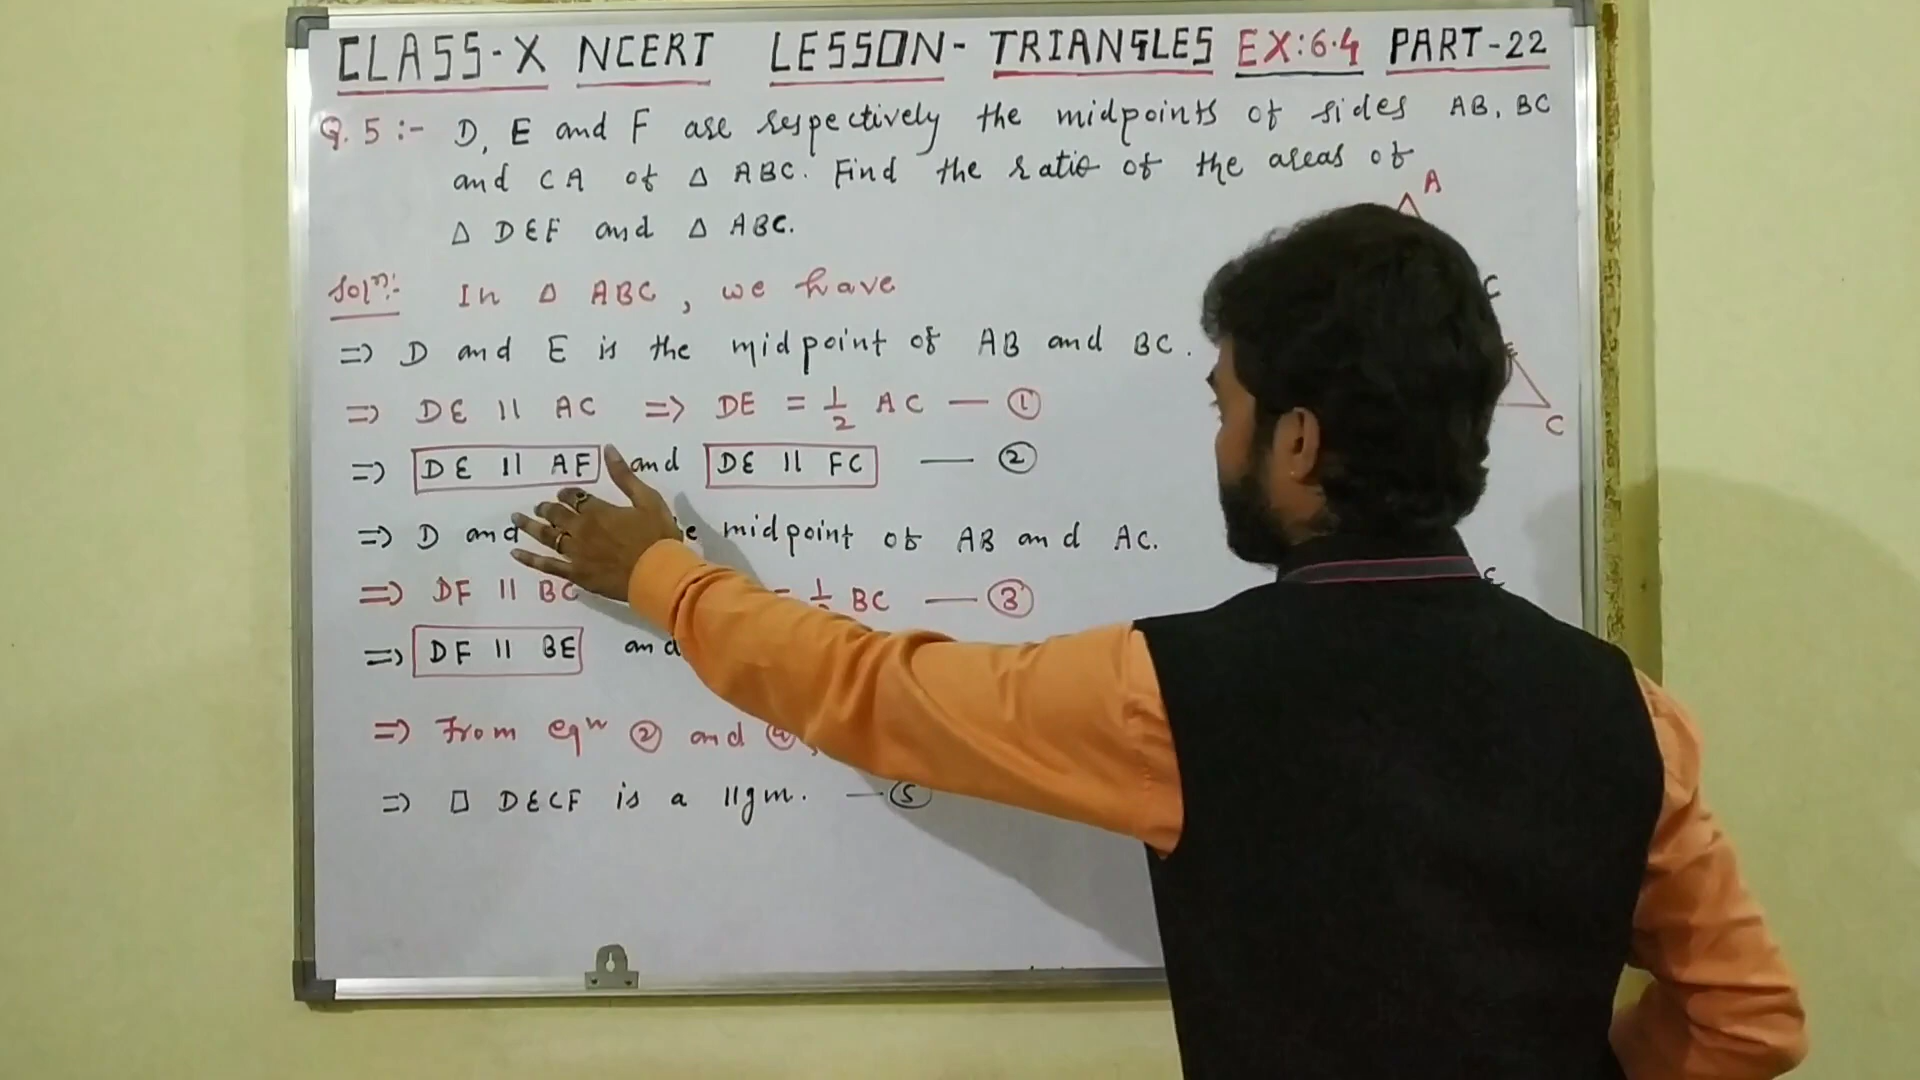 CLASS-X NCERT LESSON- TRIANGLES EX:6.4 PART-22
Q.5:- D, E and F are respectively the midpoints of sides AB, BC
and CA of △ ABC. Find the ratio of the areas of
△ DEF and △ ABC.
A
Solⁿ:- In △ ABC, we have
C
=> D and E is the midpoint of AB and BC.
=> DE || AC => DE = 1/2 AC — ①
C
=> DE || AF and DE || FC — ②
=> D and midpoint of AB and AC.
=> DF || BC = BC — ③
=> DF || BE and
=> From eqⁿ ② and ④,
=> □ DECF is a ||gm. — ⑤